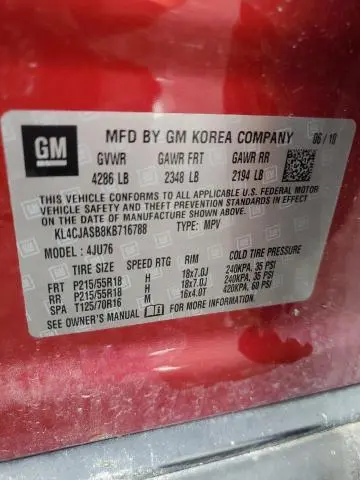 GM
MFD BY GM KOREA COMPANY 06/18
GVWR GAWR FRT GAWR RR
4286 LB 2348 LB 2194 LB
THIS VEHICLE CONFORMS TO ALL APPLICABLE U.S. FEDERAL MOTOR
VEHICLE SAFETY, BUMPER, AND THEFT PREVENTION STANDARDS IN
EFFECT ON THE DATE OF MANUFACTURE SHOWN ABOVE.
KL4CJASB8KB716788 TYPE: MPV
MODEL: 4JU76
TIRE SIZE SPEED RTG RIM COLD TIRE PRESSURE
FRT P215/55R18 H 18x7.0J 240KPA, 35 PSI
RR P215/55R18 H 18x7.0J 240KPA, 35 PSI
SPA T125/70R16 M 16x4.0T 420KPA, 60 PSI
SEE OWNER'S MANUAL FOR MORE INFORMATION.